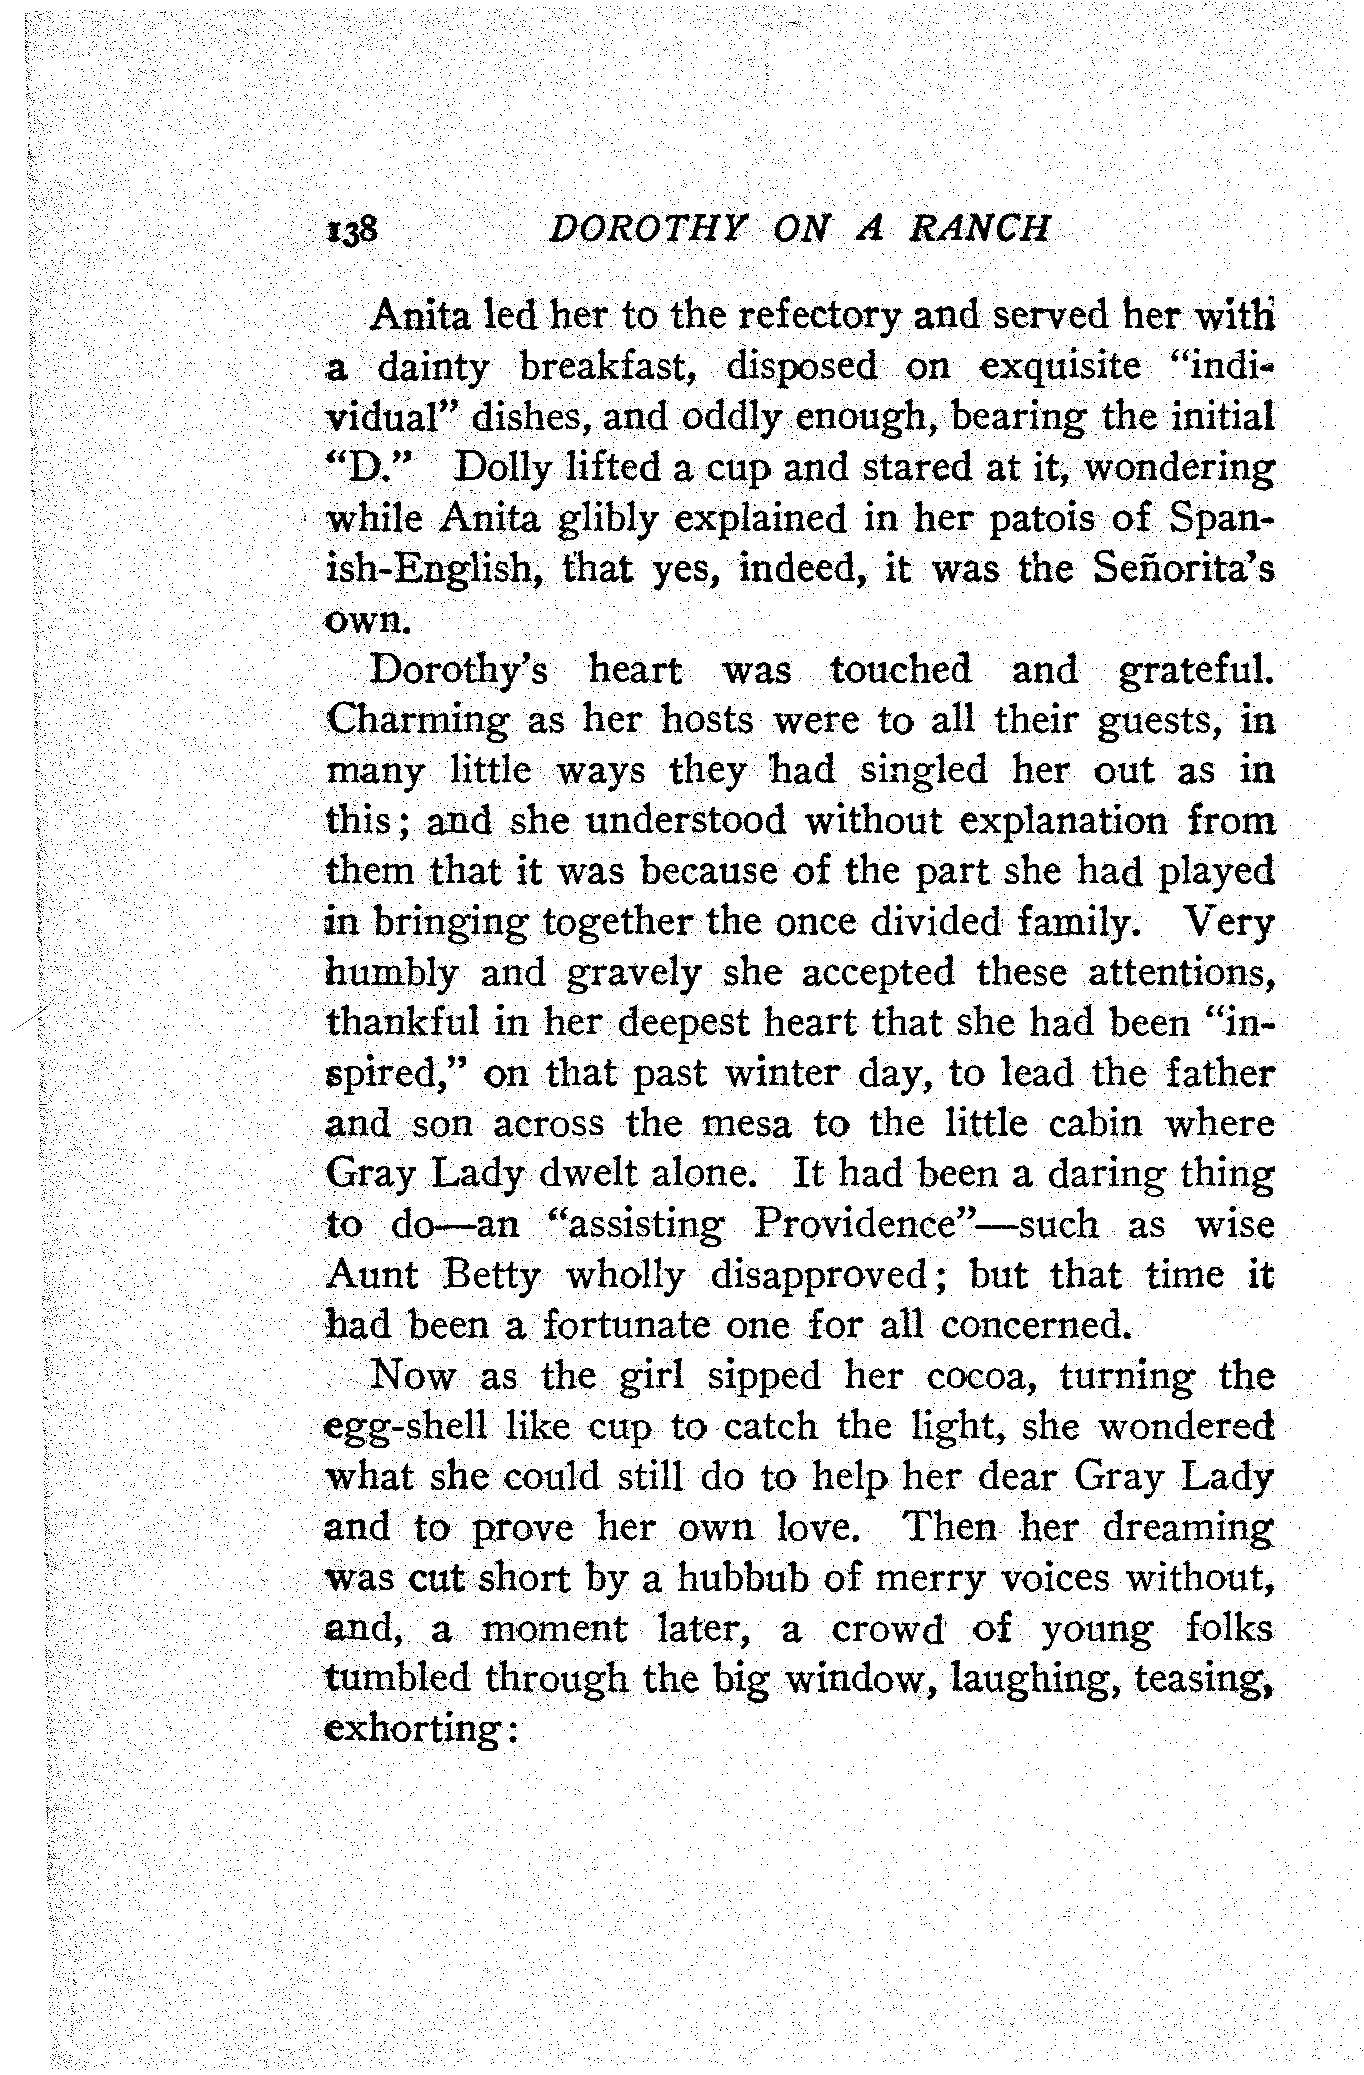 138 DOROTHY ON A RANCH
Anita led her to the refectory and served her with
a dainty breakfast, disposed on exquisite “indi-
vidual” dishes, and oddly enough, bearing the initial
“D.” Dolly lifted a cup and stared at it, wondering
while Anita glibly explained in her patois of Span-
ish-English, that yes, indeed, it was the Señorita’s
own.
Dorothy’s heart was touched and grateful.
Charming as her hosts were to all their guests, in
many little ways they had singled her out as in
this; and she understood without explanation from
them that it was because of the part she had played
in bringing together the once divided family. Very
humbly and gravely she accepted these attentions,
thankful in her deepest heart that she had been “in-
spired,” on that past winter day, to lead the father
and son across the mesa to the little cabin where
Gray Lady dwelt alone. It had been a daring thing
to do—an “assisting Providence”—such as wise
Aunt Betty wholly disapproved; but that time it
had been a fortunate one for all concerned.
Now as the girl sipped her cocoa, turning the
egg-shell like cup to catch the light, she wondered
what she could still do to help her dear Gray Lady
and to prove her own love. Then her dreaming
was cut short by a hubbub of merry voices without,
and, a moment later, a crowd of young folks
tumbled through the big window, laughing, teasing,
exhorting: